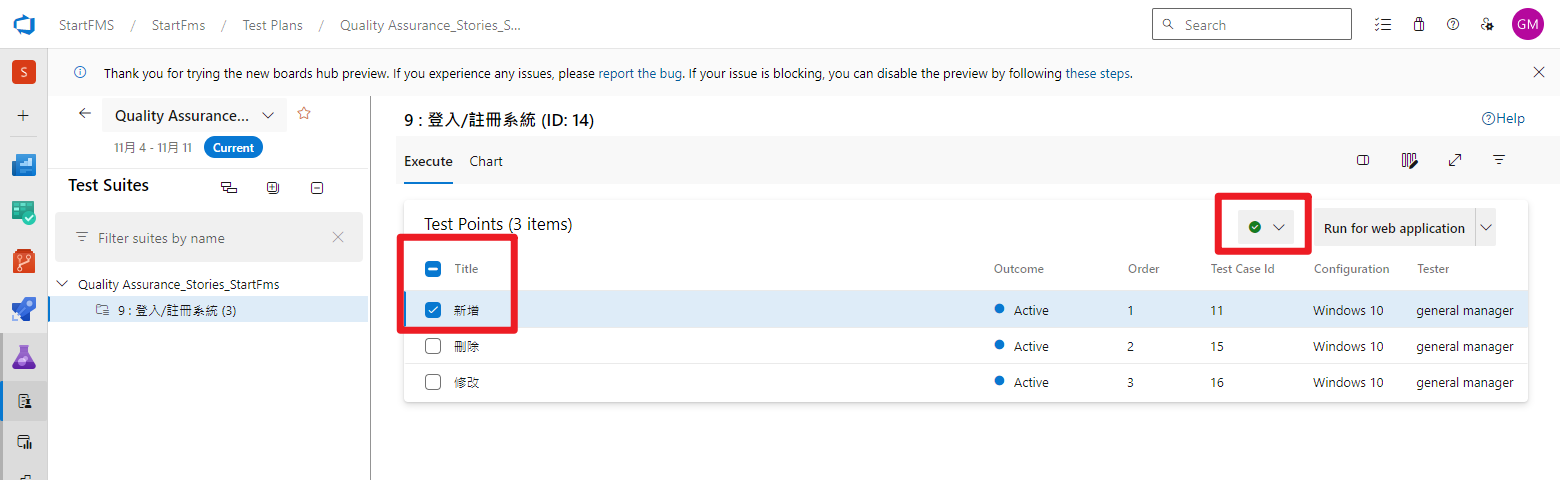 StartFMS / StartFms / Test Plans / Quality Assurance_Stories_S...
Search
GM
S
Thank you for trying the new boards hub preview. If you experience any issues, please report the bug. If your issue is blocking, you can disable the preview by following these steps.
Quality Assurance...
11月 4 - 11月 11 Current
Test Suites
Filter suites by name
Quality Assurance_Stories_StartFms
9 : 登入/註冊系統 (3)
9 : 登入/註冊系統 (ID: 14)
Help
Execute Chart
Test Points (3 items)
Run for web application
Title Outcome Order Test Case Id Configuration Tester
新增 Active 1 11 Windows 10 general manager
刪除 Active 2 15 Windows 10 general manager
修改 Active 3 16 Windows 10 general manager